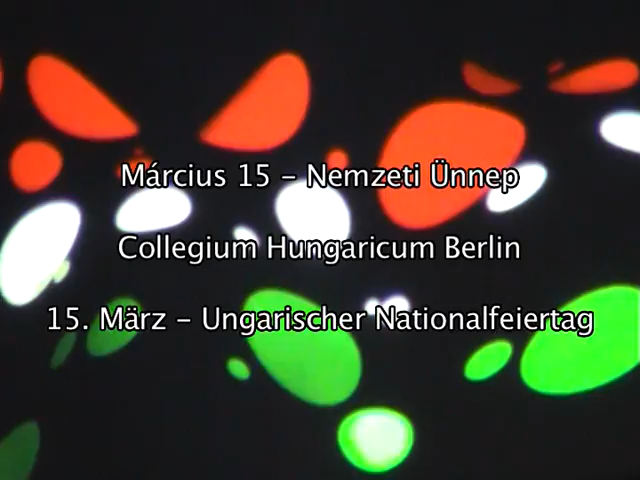 Március 15 – Nemzeti Ünnep
Collegium Hungaricum Berlin
15. März – Ungarischer Nationalfeiertag